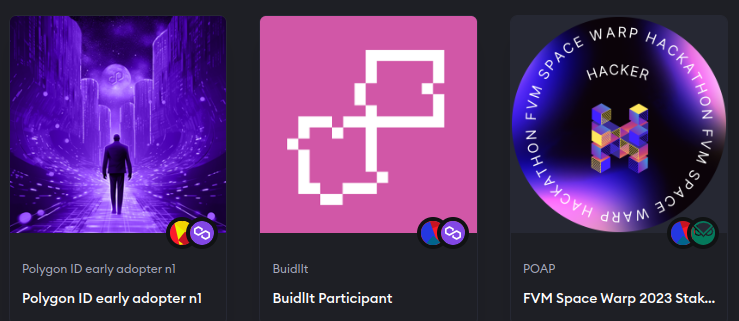 FVM SPACE WARP HACKATHON FVM SPACE WARP HACKATHON
HACKER
Polygon ID early adopter n1
Polygon ID early adopter n1
BuidlIt
BuidlIt Participant
POAP
FVM Space Warp 2023 Stak...